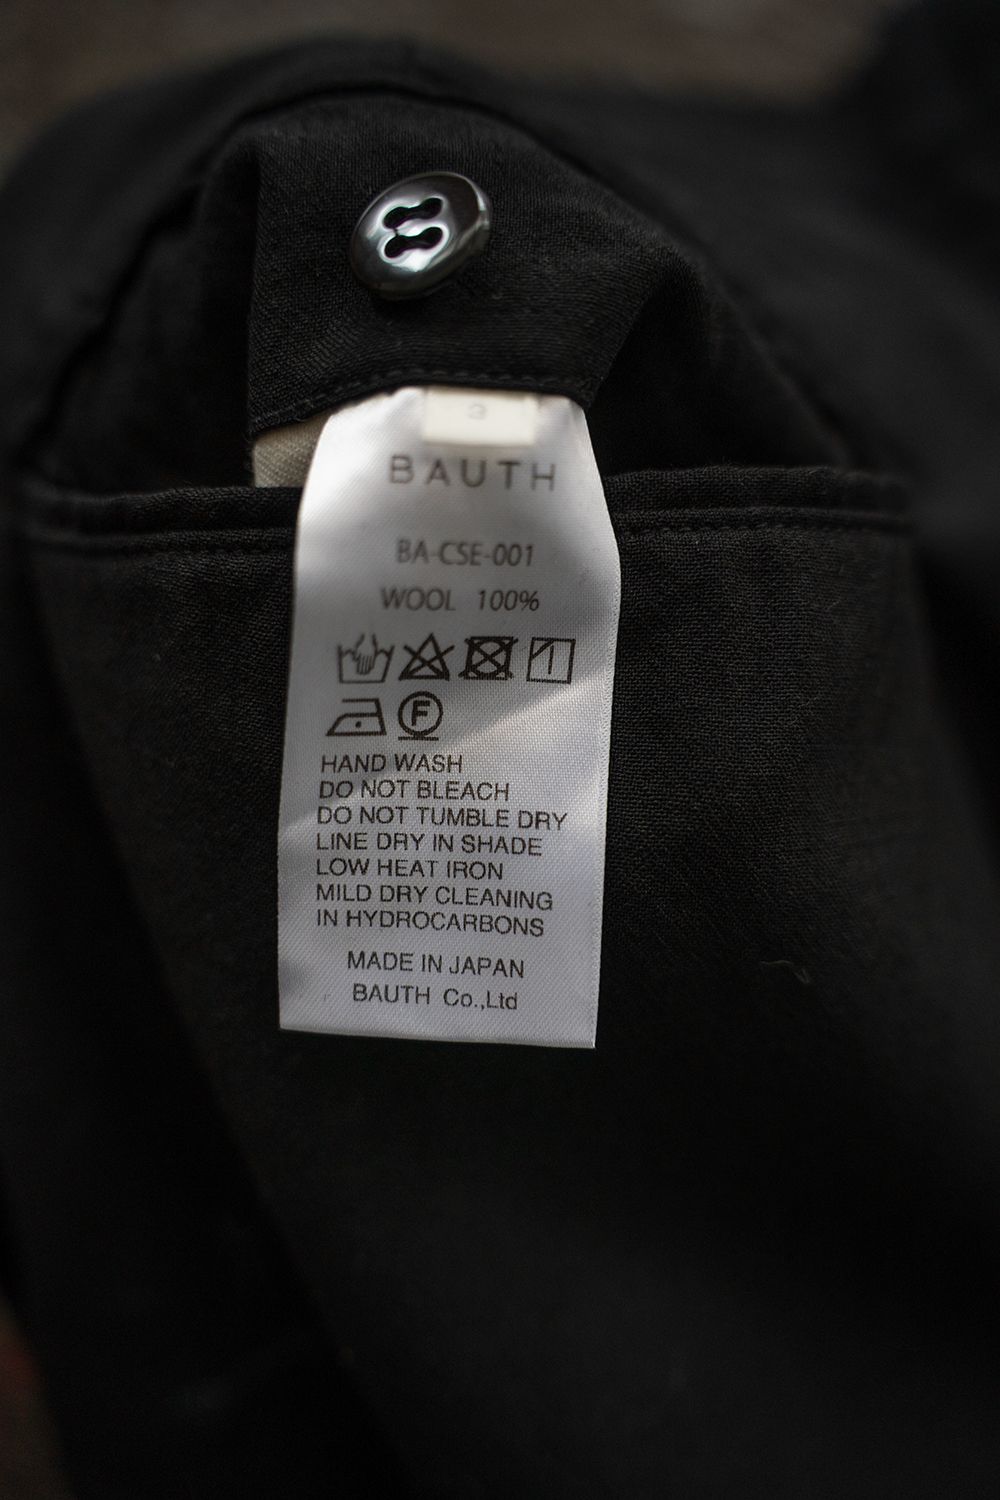 3
BAUTH
BA-CSE-001
WOOL 100%
F
HAND WASH
DO NOT BLEACH
DO NOT TUMBLE DRY
LINE DRY IN SHADE
LOW HEAT IRON
MILD DRY CLEANING
IN HYDROCARBONS
MADE IN JAPAN
BAUTH Co.,Ltd